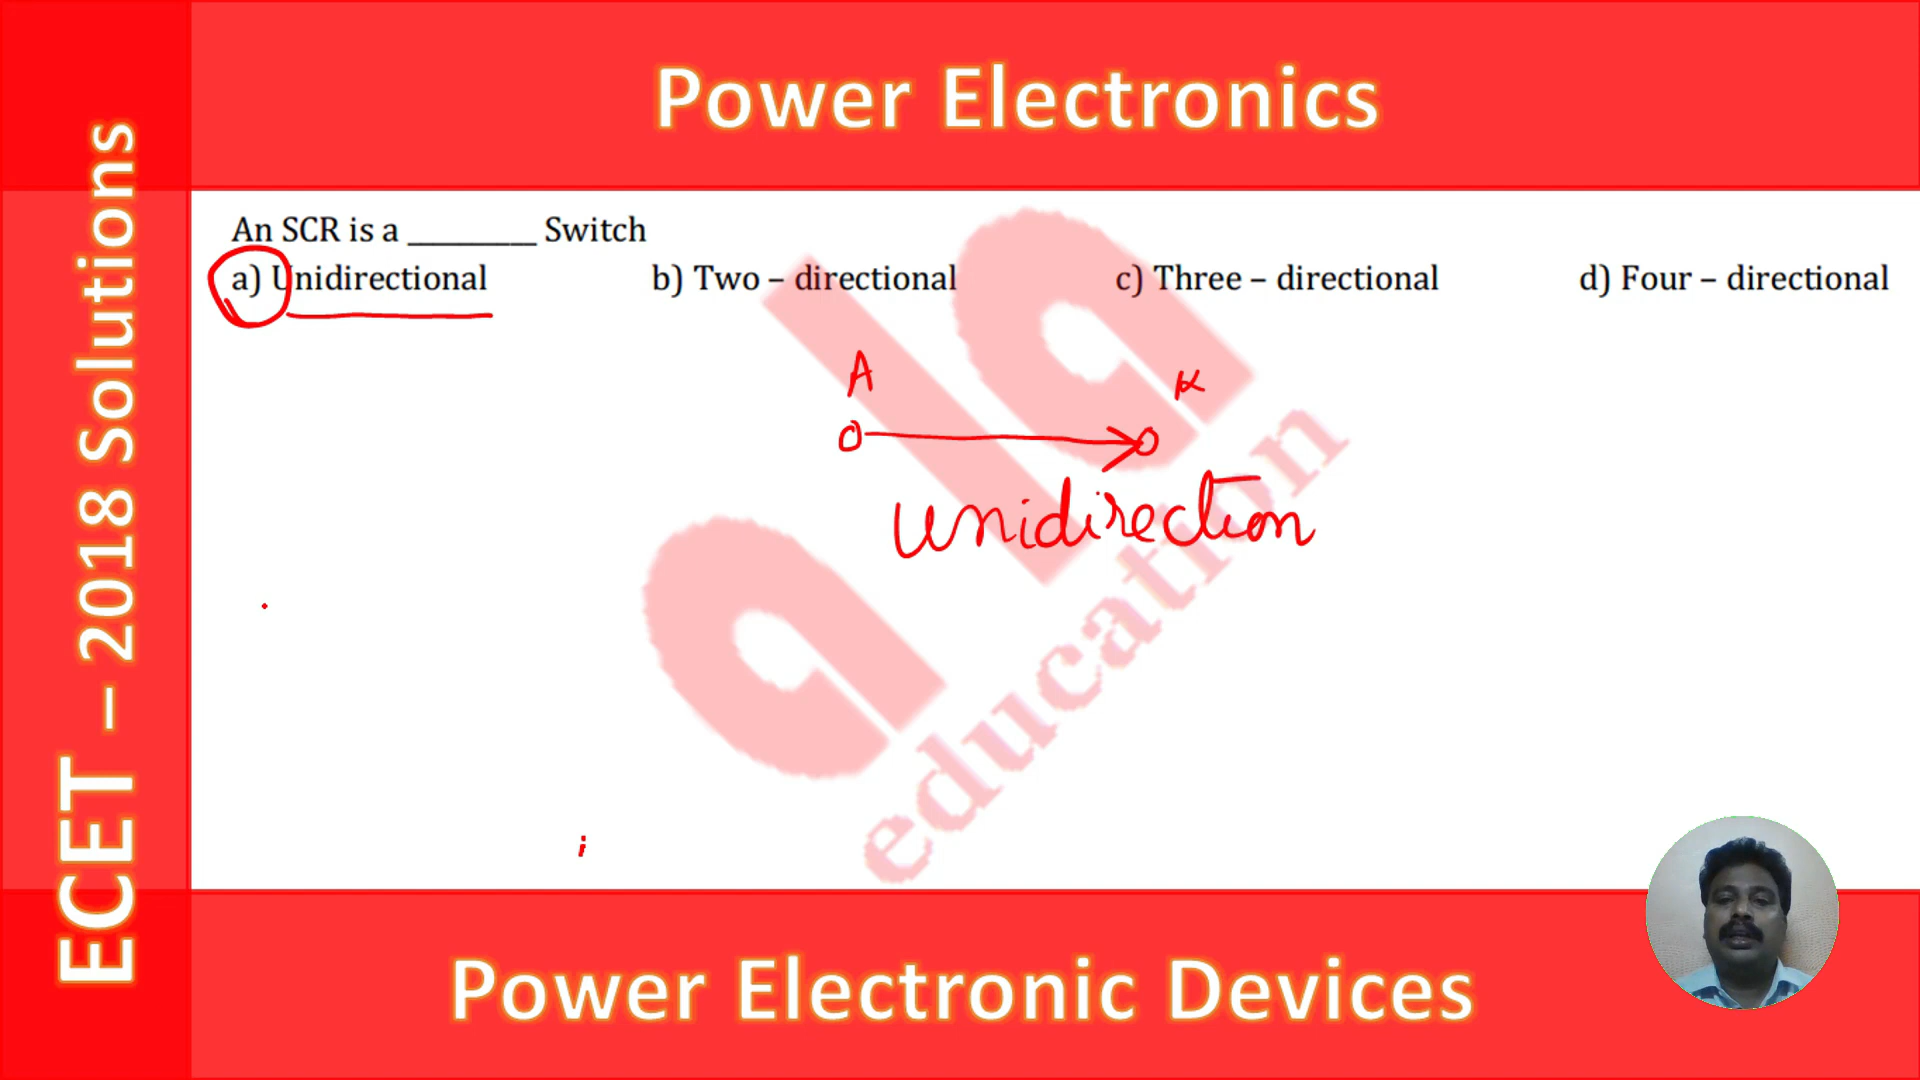 Power Electronics
ECET – 2018 Solutions
An SCR is a _________ Switch
a) Unidirectional b) Two – directional c) Three – directional d) Four – directional
A K
unidirection
education
Power Electronic Devices